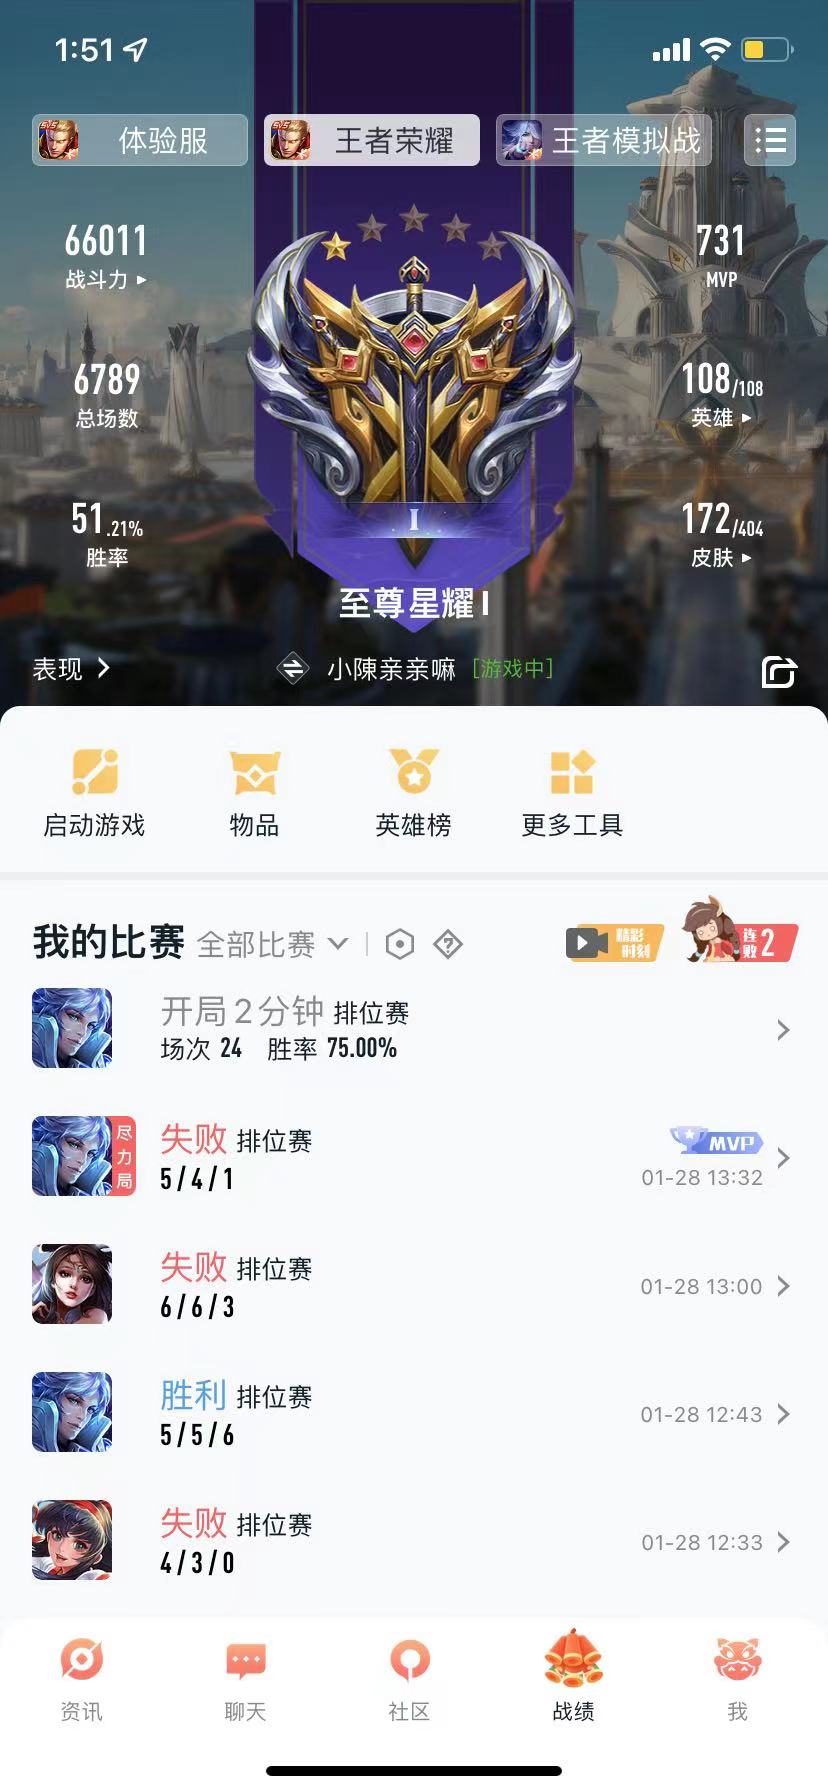 1:51
体验服
王者荣耀
王者模拟战
66011
战斗力
731
MVP
6789
总场数
108/108
英雄
51.21%
胜率
172/404
皮肤
I
至尊星耀 I
表现
小陳亲亲嘛 [游戏中]
启动游戏
物品
英雄榜
更多工具
我的比赛 全部比赛
精彩时刻
连败 2
开局2分钟 排位赛
场次 24 胜率 75.00%
尽力局
失败 排位赛
5/4/1
MVP
01-28 13:32
失败 排位赛
6/6/3
01-28 13:00
胜利 排位赛
5/5/6
01-28 12:43
失败 排位赛
4/3/0
01-28 12:33
资讯
聊天
社区
战绩
我